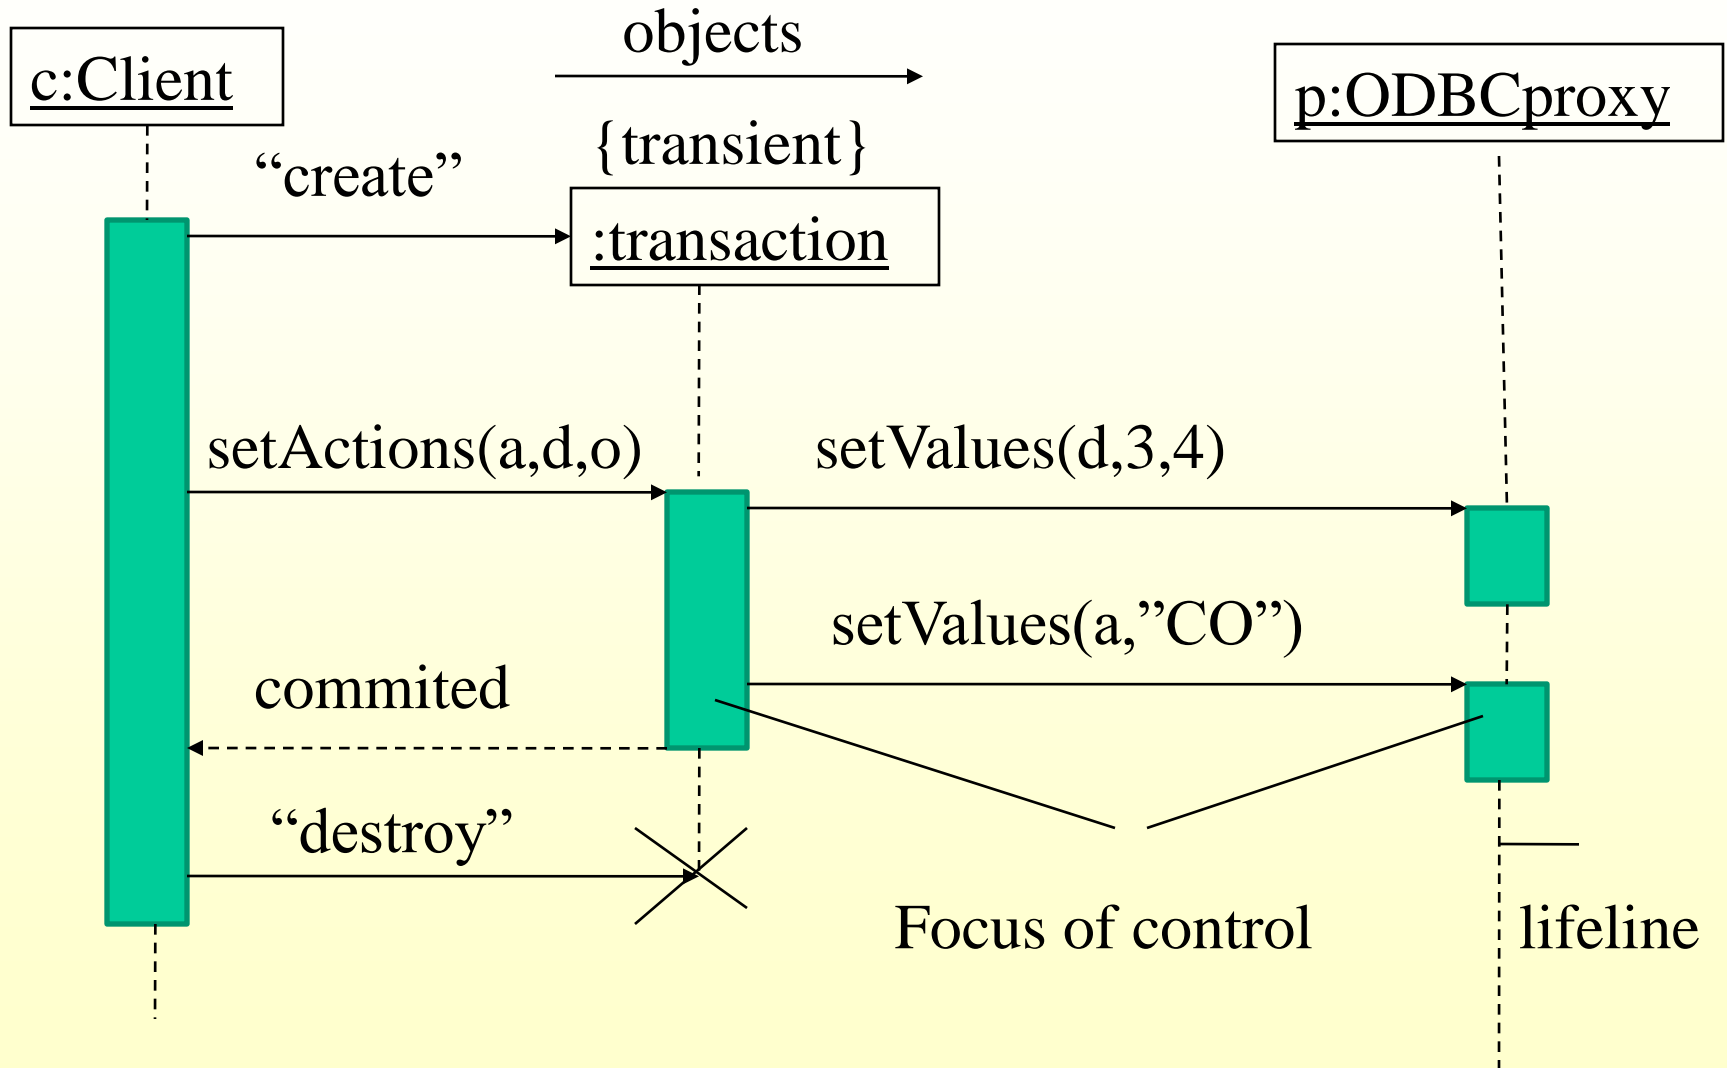 objects
c:Client
p:ODBCproxy
{transient}
“create”
:transaction
setActions(a,d,o)
setValues(d,3,4)
setValues(a,”CO”)
commited
“destroy”
Focus of control
lifeline